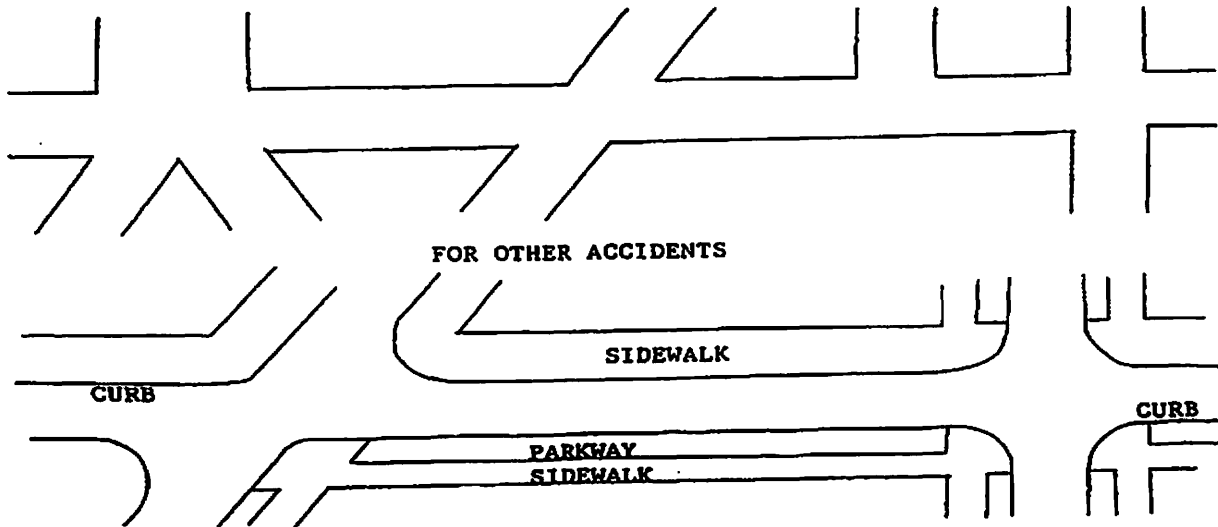 FOR OTHER ACCIDENTS
SIDEWALK
CURB
CURB
PARKWAY
SIDEWALK